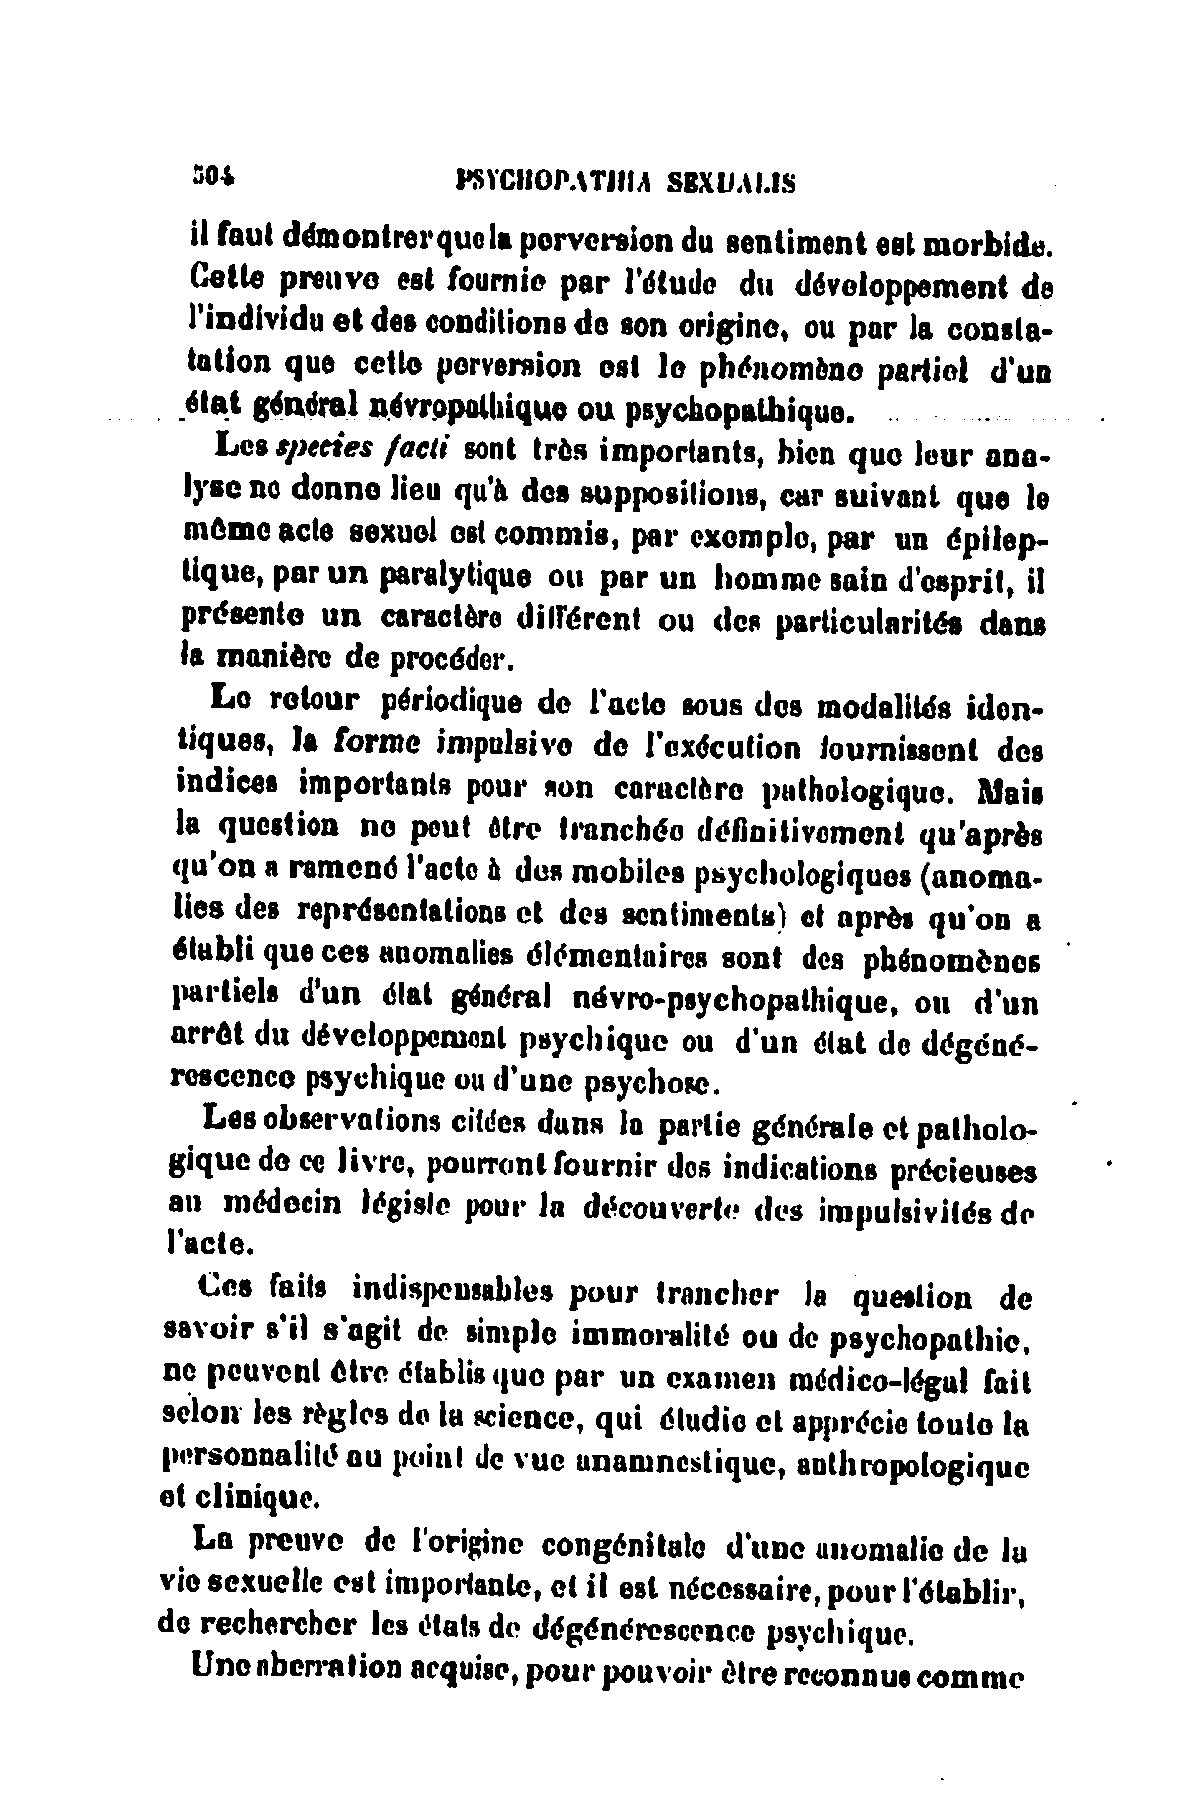 504 PSYCHOPATHIA SEXUALIS
il faut démontrer que la perversion du sentiment est morbide.
Cette preuve est fournie par l'étude du développement de
l'individu et des conditions de son origine, ou par la consta-
tation que cette perversion est le phénomène partiel d'un
état général névropathique ou psychopathique.
Les species facti sont très importants, bien que leur ana-
lyse ne donne lieu qu'à des suppositions, car suivant que le
même acte sexuel est commis, par exemple, par un épilep-
tique, par un paralytique ou par un homme sain d'esprit, il
présente un caractère différent ou des particularités dans
la manière de procéder.
Le retour périodique de l'acte sous des modalités iden-
tiques, la forme impulsive de l'exécution fournissent des
indices importants pour son caractère pathologique. Mais
la question ne peut être tranchée définitivement qu'après
qu'on a ramené l'acte à des mobiles psychologiques (anoma-
lies des représentations et des sentiments) et après qu'on a
établi que ces anomalies élémentaires sont des phénomènes
partiels d'un état général névro-psychopathique, ou d'un
arrêt du développement psychique ou d'un état de dégéné-
rescence psychique ou d'une psychose.
Les observations citées dans la partie générale et patholo-
gique de ce livre, pourront fournir des indications précieuses
au médecin légiste pour la découverte des impulsivités de
l'acte.
Ces faits indispensables pour trancher la question de
savoir s'il s'agit de simple immoralité ou de psychopathie,
ne peuvent être établis que par un examen médico-légal fait
selon les règles de la science, qui étudie et apprécie toute la
personnalité au point de vue anamnestique, anthropologique
et clinique.
La preuve de l'origine congénitale d'une anomalie de la
vie sexuelle est importante, et il est nécessaire, pour l'établir,
de rechercher les états de dégénérescence psychique.
Une aberration acquise, pour pouvoir être reconnue comme